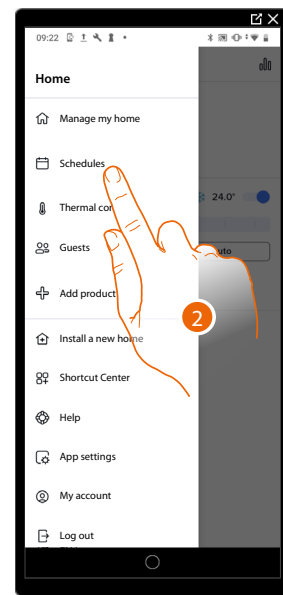 09:22
Home
Manage my home
Schedules
24.0°
Thermal con
Guests
uto
Add product
2
Install a new home
Shortcut Center
Help
App settings
My account
Log out